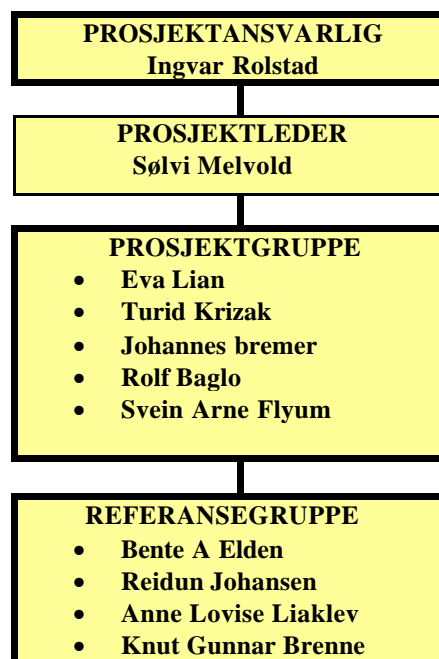 PROSJEKTANSVARLIG
Ingvar Rolstad
PROSJEKTLEDER
Sølvi Melvold
PROSJEKTGRUPPE
• Eva Lian
• Turid Krizak
• Johannes bremer
• Rolf Baglo
• Svein Arne Flyum
REFERANSEGRUPPE
• Bente A Elden
• Reidun Johansen
• Anne Lovise Liaklev
• Knut Gunnar Brenne